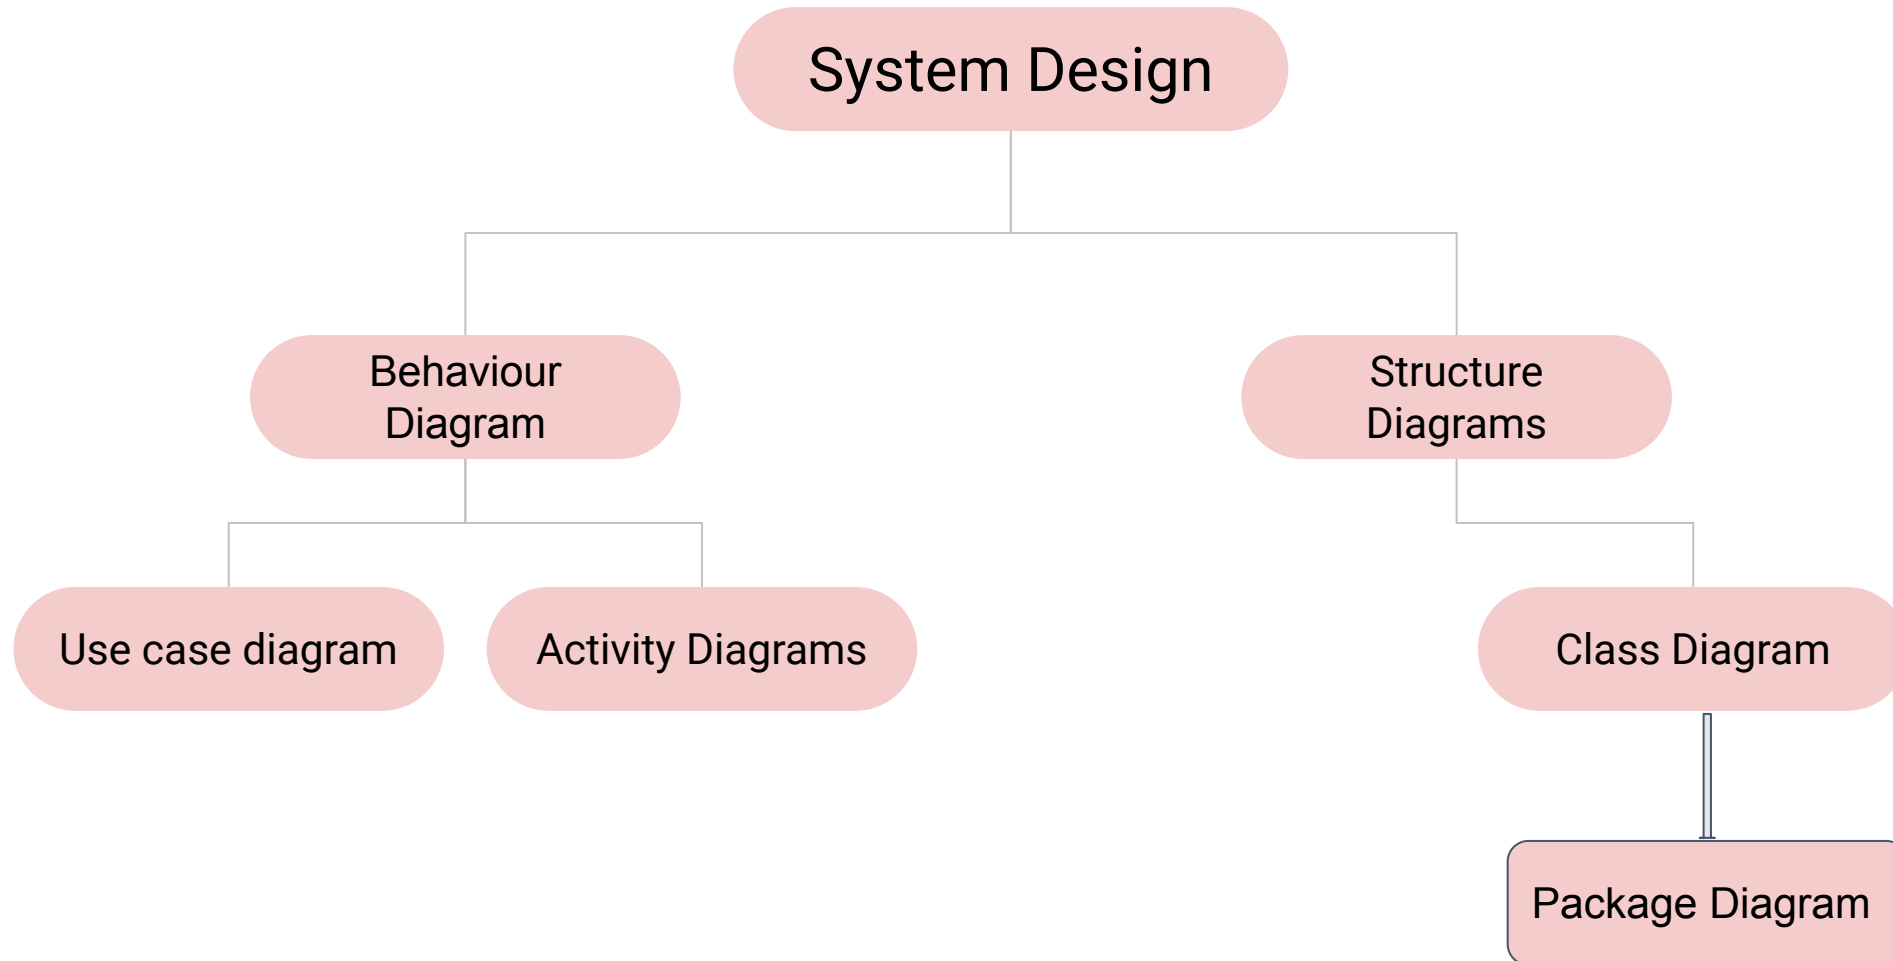 System Design
Behaviour
Diagram
Structure
Diagrams
Use case diagram
Activity Diagrams
Class Diagram
Package Diagram